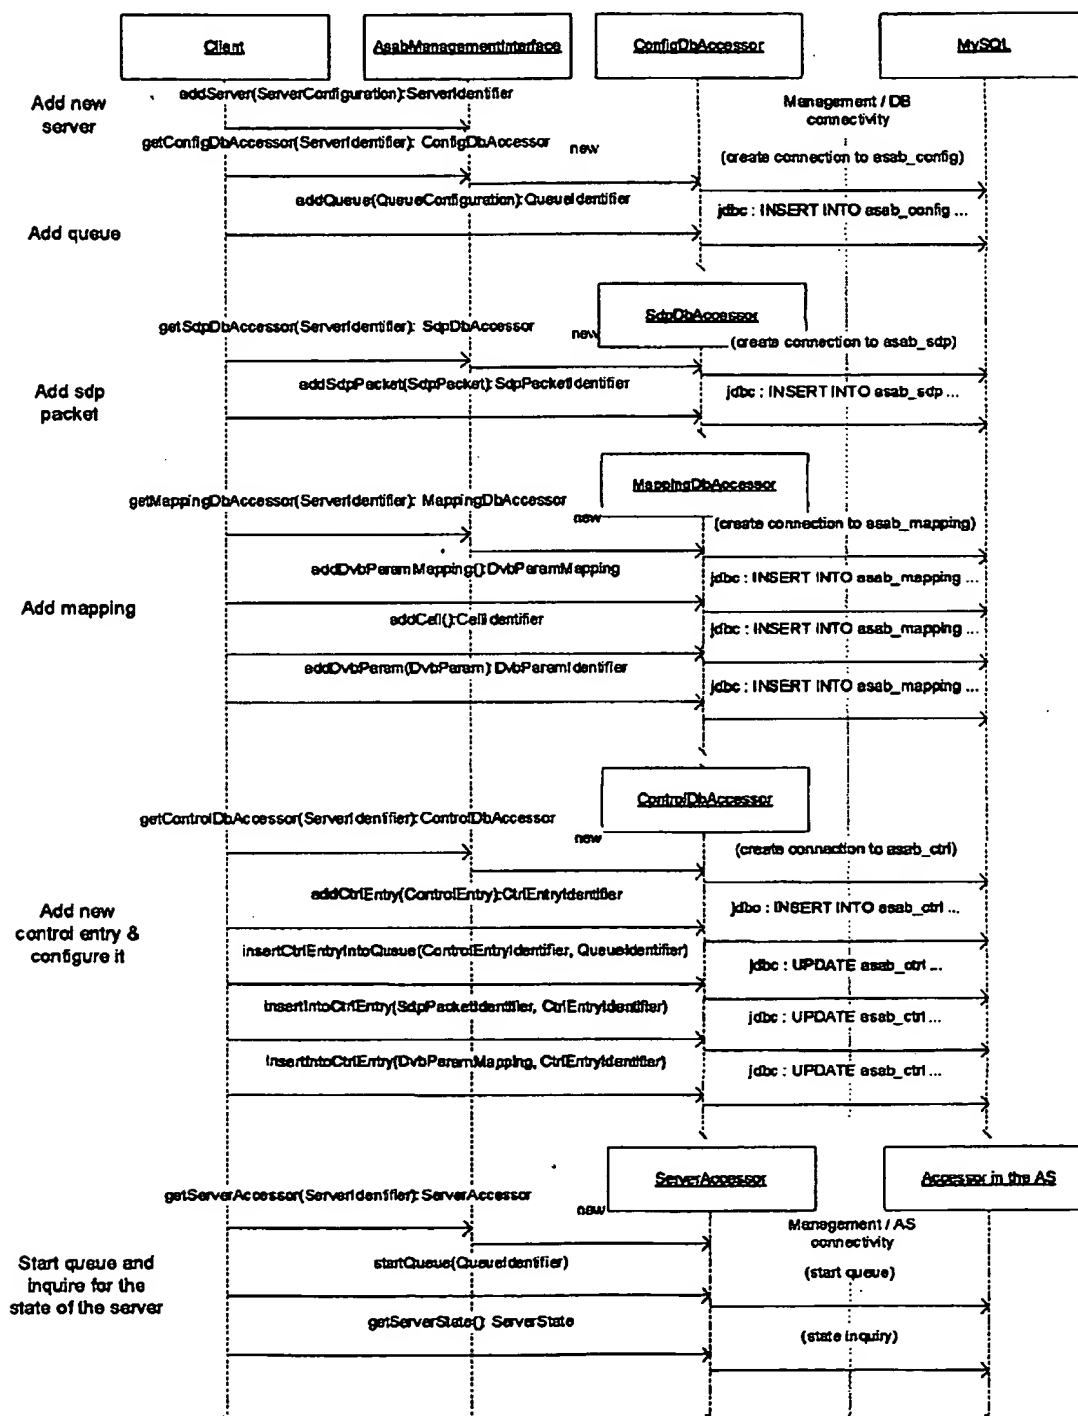 Client
AsabManagementInterface
ConfigDbAccessor
MySQL
Add new
server
addServer(ServerConfiguration):ServerIdentifier
Management / DB
connectivity
getConfigDbAccessor(ServerIdentifier): ConfigDbAccessor
new
(create connection to asab_config)
Add queue
addQueue(QueueConfiguration):QueueIdentifier
jdbc : INSERT INTO asab_config ...
SdpDbAccessor
getSdpDbAccessor(ServerIdentifier): SdpDbAccessor
new
(create connection to asab_sdp)
Add sdp
packet
addSdpPacket(SdpPacket):SdpPacketIdentifier
jdbc : INSERT INTO asab_sdp ...
MappingDbAccessor
getMappingDbAccessor(ServerIdentifier): MappingDbAccessor
new
(create connection to asab_mapping)
addDvbParamMapping():DvbParamMapping
jdbc : INSERT INTO asab_mapping ...
Add mapping
addCell():CellIdentifier
jdbc : INSERT INTO asab_mapping ...
addDvbParam(DvbParam):DvbParamIdentifier
jdbc : INSERT INTO asab_mapping ...
ControlDbAccessor
getControlDbAccessor(ServerIdentifier):ControlDbAccessor
new
(create connection to asab_ctrl)
Add new
control entry &
configure it
addCtrlEntry(ControlEntry):CtrlEntryIdentifier
jdbc : INSERT INTO asab_ctrl ...
insertCtrlEntryIntoQueue(ControlEntryIdentifier, QueueIdentifier)
jdbc : UPDATE asab_ctrl ...
insertIntoCtrlEntry(SdpPacketIdentifier, CtrlEntryIdentifier)
jdbc : UPDATE asab_ctrl ...
insertIntoCtrlEntry(DvbParamMapping, CtrlEntryIdentifier)
jdbc : UPDATE asab_ctrl ...
ServerAccessor
Accessor in the AS
getServerAccessor(ServerIdentifier):ServerAccessor
new
Management / AS
connectivity
Start queue and
inquire for the
state of the server
startQueue(QueueIdentifier)
(start queue)
getServerState(): ServerState
(state inquiry)